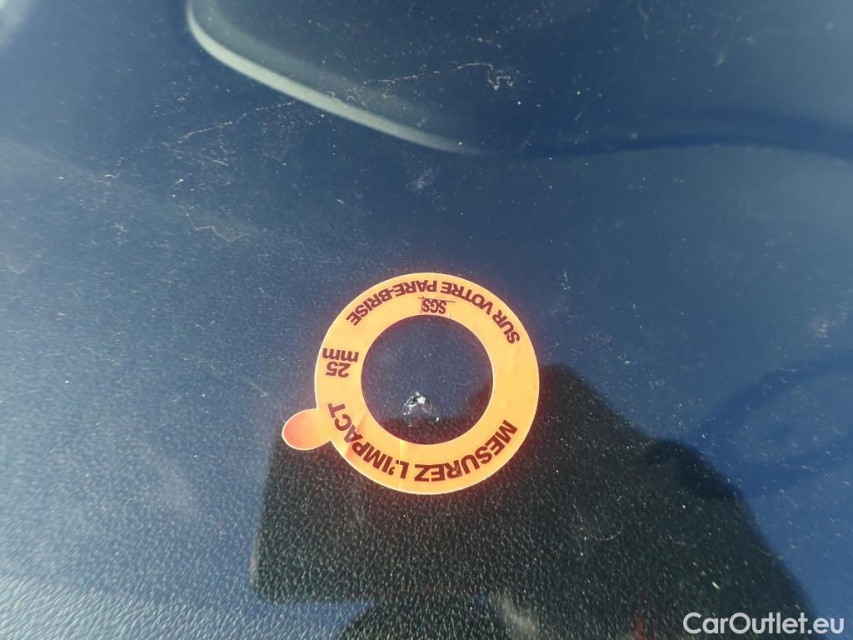 MESUREZ L'IMPACT
SUR VOTRE PARE-BRISE
SGS
25
mm
CarOutlet.eu